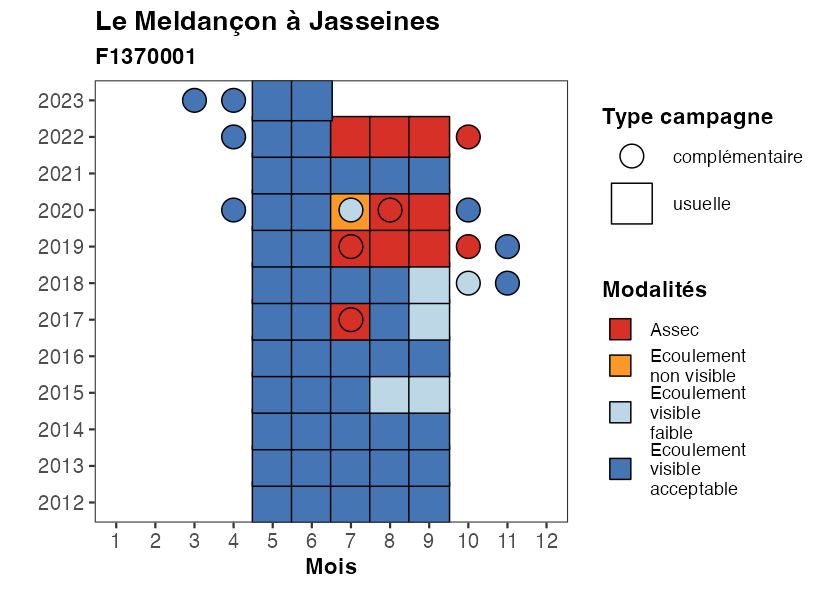 Le Meldançon à Jasseines
F1370001
2023
2022
2021
2020
2019
2018
2017
2016
2015
2014
2013
2012
1 2 3 4 5 6 7 8 9 10 11 12
Mois
Type campagne
complémentaire
usuelle
Modalités
Assec
Ecoulement
non visible
Ecoulement
visible
faible
Ecoulement
visible
acceptable